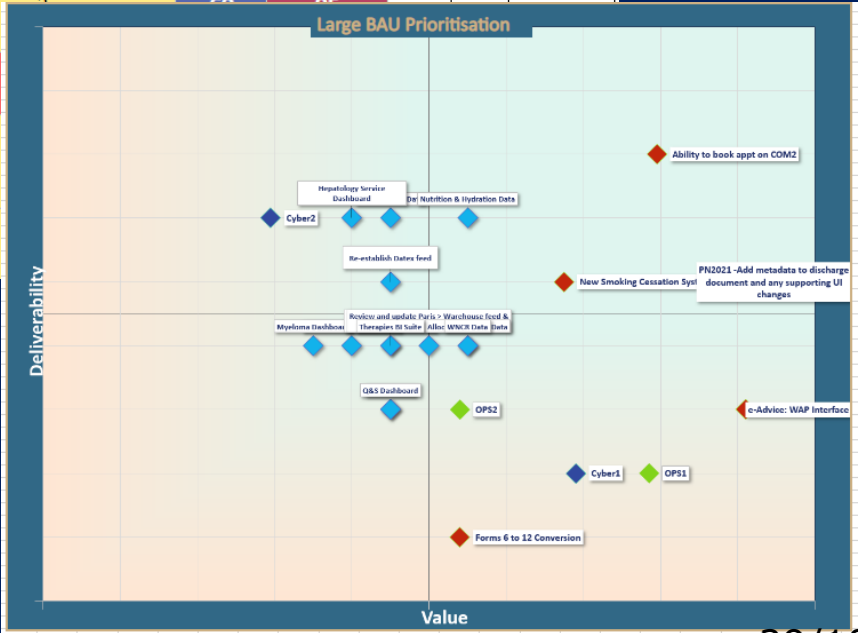 Large BAU Prioritisation
Ability to book appt on COM2
Hepatology Service
Dashboard
Da
Nutrition & Hydration Data
Cyber2
Re-establish Datex feed
New Smoking Cessation Syst
PN2021 -Add metadata to discharge
document and any supporting UI
changes
Deliverability
Review and update Paris > Warehouse feed &
Myeloma Dashboar
Therapies BI Suite
Alloc
WNCR Data
Data
Q&S Dashboard
OPS2
e-Advice: WAP Interface
Cyber1
OPS1
Forms 6 to 12 Conversion
Value